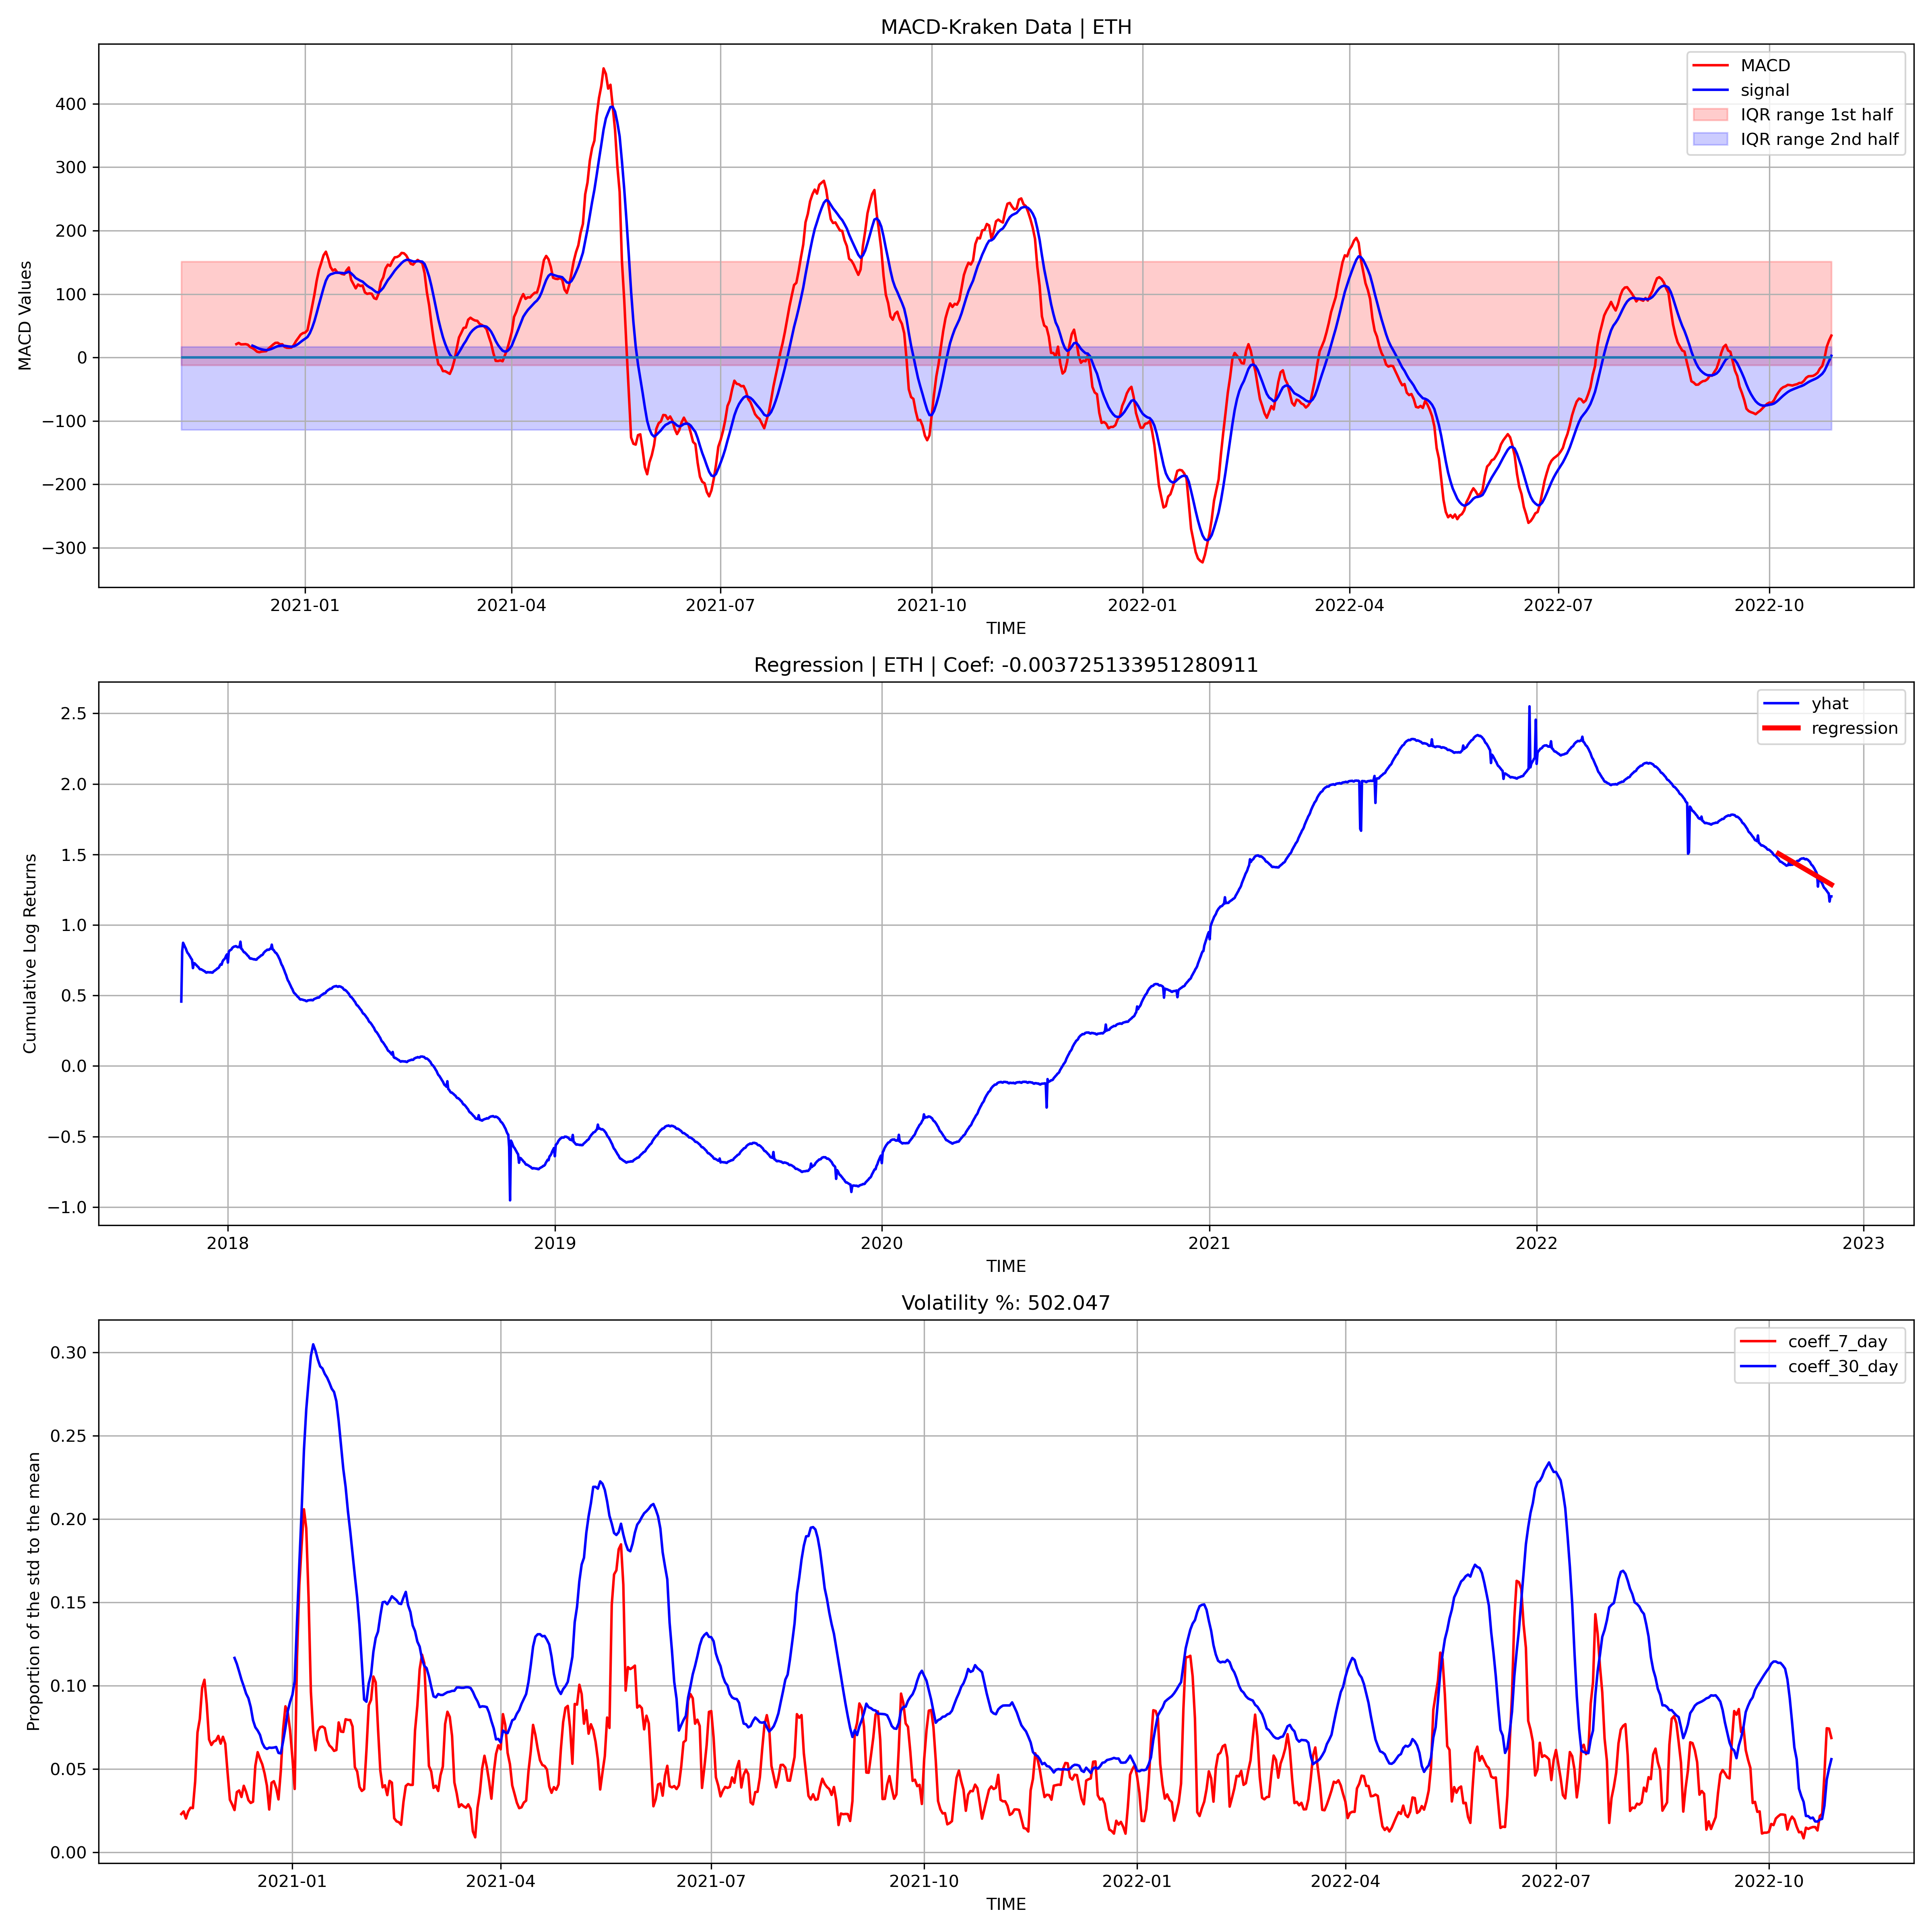 MACD-Kraken Data | ETH
MACD
signal
IQR range 1st half
IQR range 2nd half
400
300
200
100
0
−100
−200
−300
MACD Values
2021-01 2021-04 2021-07 2021-10 2022-01 2022-04 2022-07 2022-10
TIME
Regression | ETH | Coef: -0.003725133951280911
yhat
regression
2.5
2.0
1.5
1.0
0.5
0.0
−0.5
−1.0
Cumulative Log Returns
2018 2019 2020 2021 2022 2023
TIME
Volatility %: 502.047
coeff_7_day
coeff_30_day
0.30
0.25
0.20
0.15
0.10
0.05
0.00
Proportion of the std to the mean
2021-01 2021-04 2021-07 2021-10 2022-01 2022-04 2022-07 2022-10
TIME